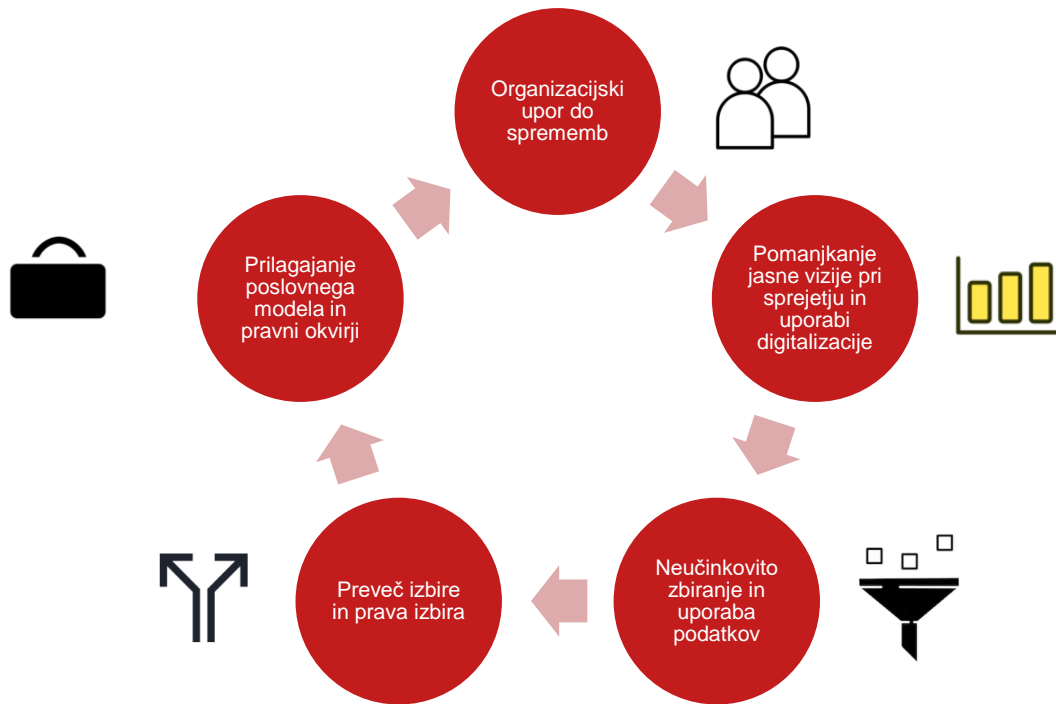 Organizacijski
upor do
sprememb
Pomanjkanje
jasne vizije pri
sprejetju in
uporabi
digitalizacije
Neučinkovito
zbiranje in
uporaba
podatkov
Preveč izbire
in prava izbira
Prilagajanje
poslovnega
modela in
pravni okvirji